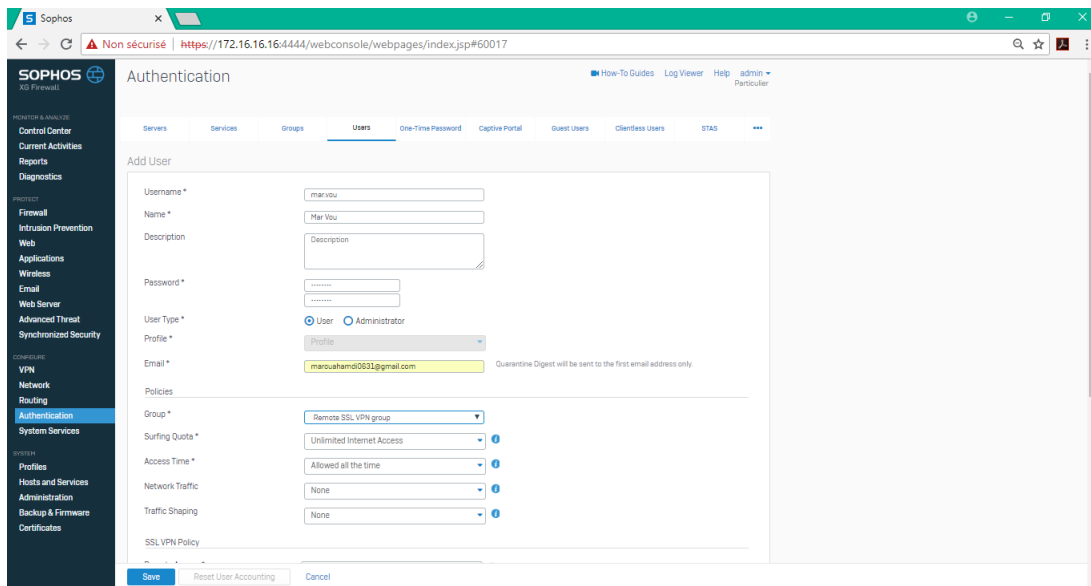 Sophos
Non sécurisé | https://172.16.16.16:4444/webconsole/webpages/index.jsp#60017
SOPHOS
XG Firewall
Authentication
How-To Guides Log Viewer Help admin
Particulier
MONITOR & ANALYZE
Control Center
Current Activities
Reports
Diagnostics
PROTECT
Firewall
Intrusion Prevention
Web
Applications
Wireless
Email
Web Server
Advanced Threat
Synchronized Security
CONFIGURE
VPN
Network
Routing
Authentication
System Services
SYSTEM
Profiles
Hosts and Services
Administration
Backup & Firmware
Certificates
Servers Services Groups Users One-Time Password Captive Portal Guest Users Clientless Users STAS
Add User
Username * mar.vou
Name * Mar Vou
Description Description
Password * ........
........
User Type * User Administrator
Profile * Profile
Email * marouahamdi0631@gmail.com Quarantine Digest will be sent to the first email address only.
Policies
Group * Remote SSL VPN group
Surfing Quota * Unlimited Internet Access
Access Time * Allowed all the time
Network Traffic None
Traffic Shaping None
SSL VPN Policy
Save Reset User Accounting Cancel